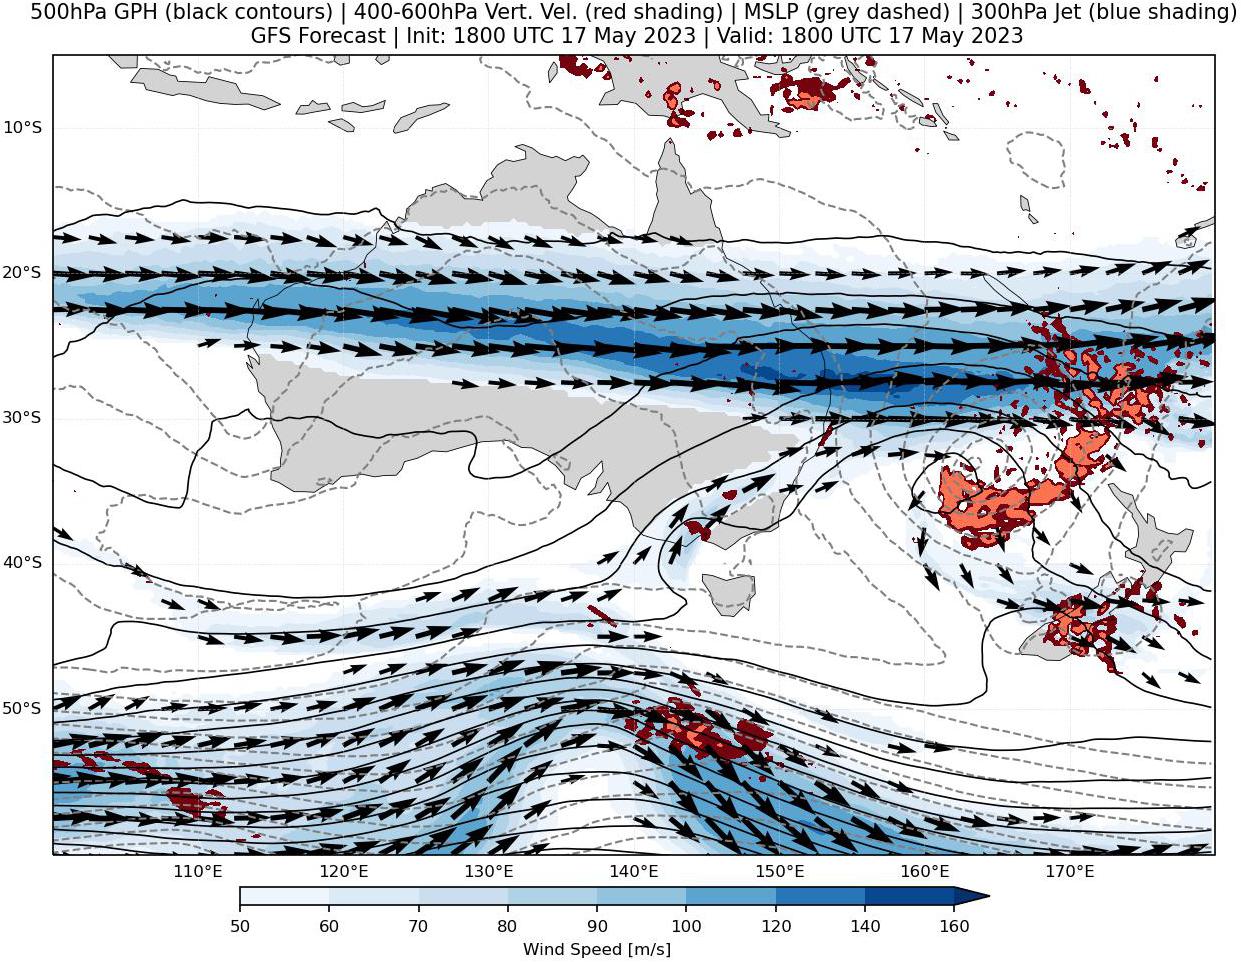 500hPa GPH (black contours) | 400-600hPa Vert. Vel. (red shading) | MSLP (grey dashed) | 300hPa Jet (blue shading)
GFS Forecast | Init: 1800 UTC 17 May 2023 | Valid: 1800 UTC 17 May 2023
10°S
20°S
30°S
40°S
50°S
110°E 120°E 130°E 140°E 150°E 160°E 170°E
50 60 70 80 90 100 120 140 160
Wind Speed [m/s]